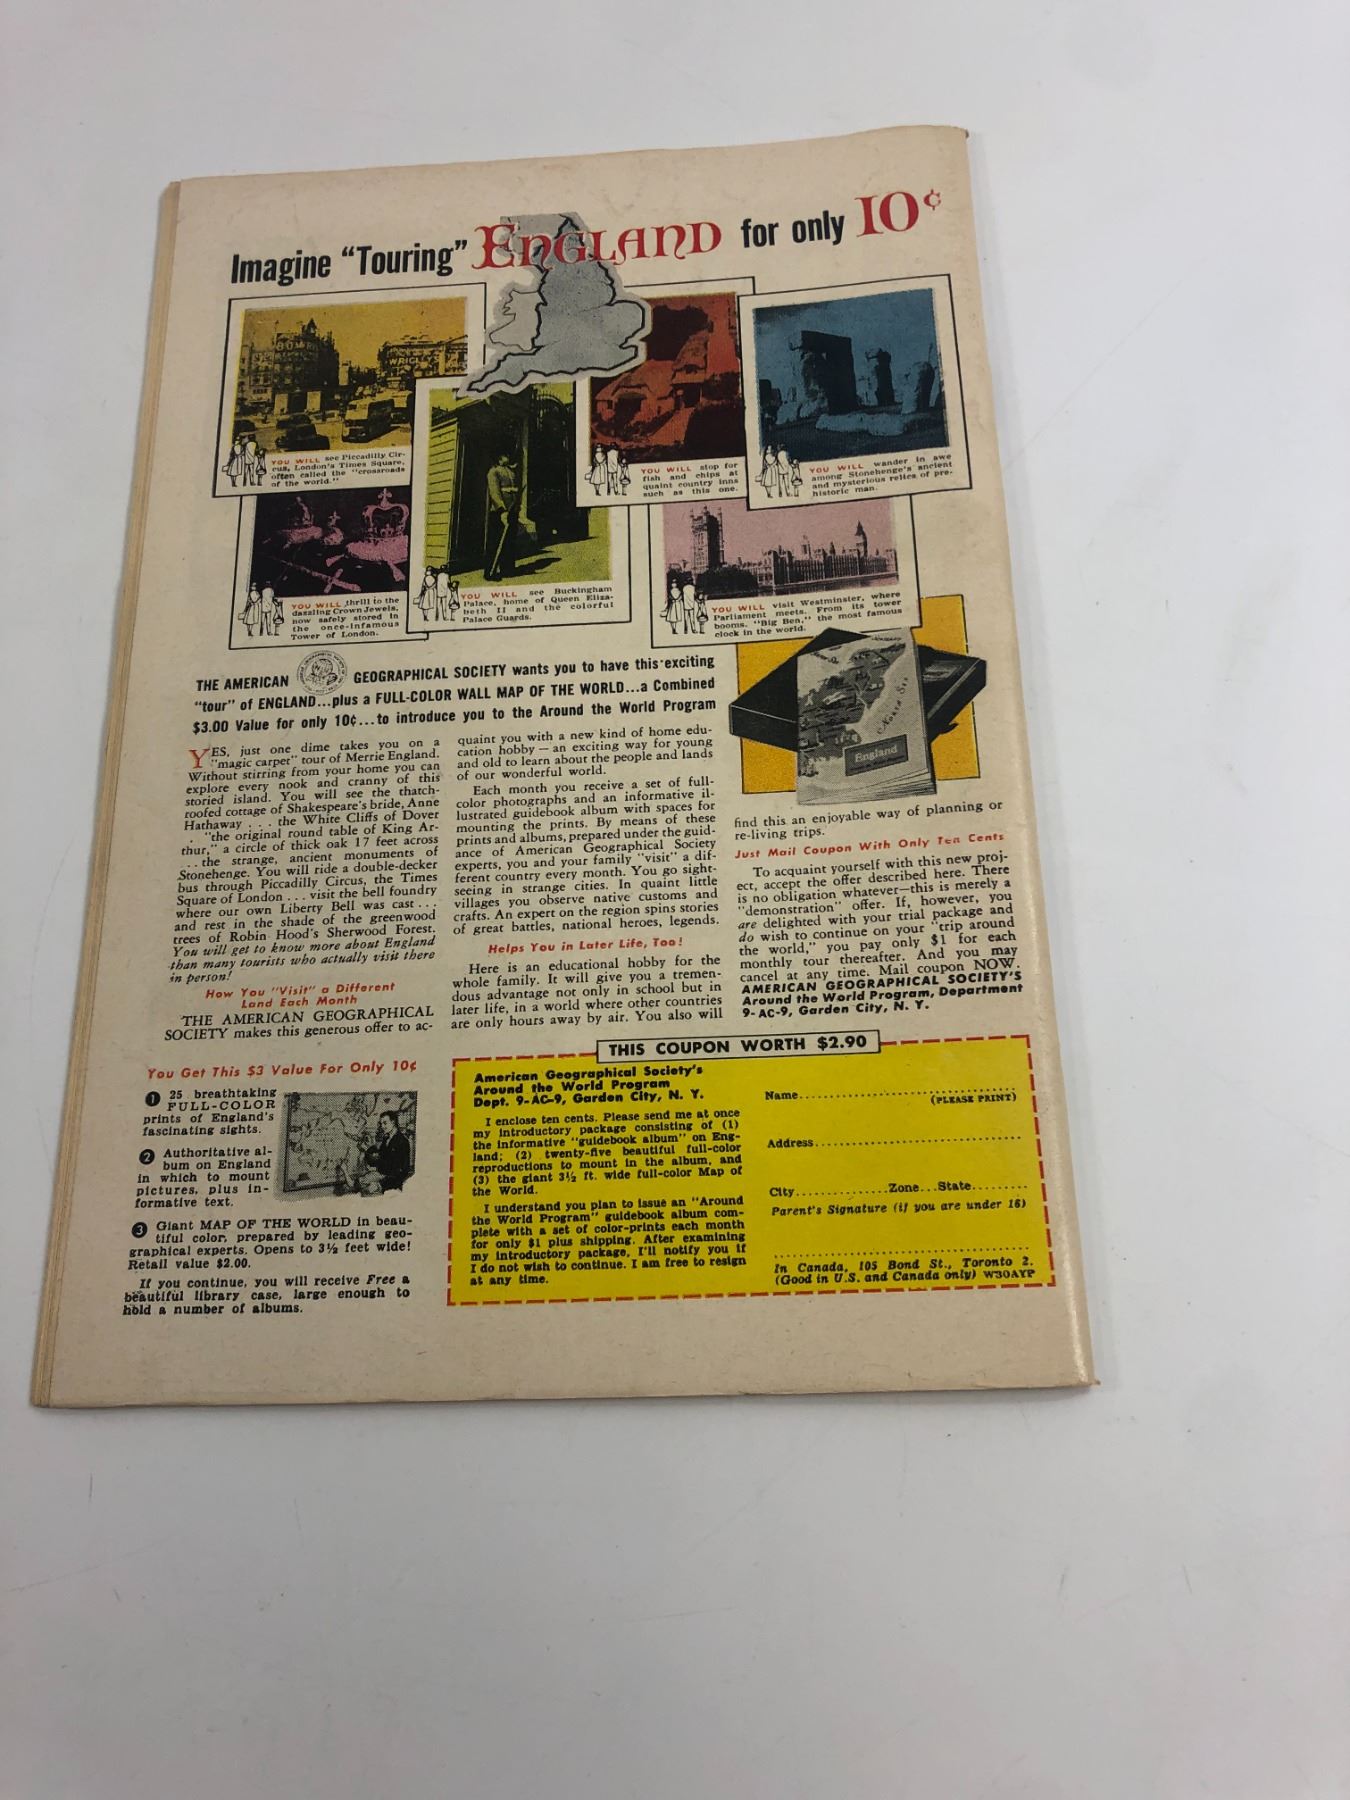 Imagine "Touring" ENGLAND for only 10¢
BOVRIL
WRIGLEY
YOU WILL see Piccadilly Cir-
cus, London's Times Square,
often called the "crossroads
of the world."
YOU WILL stop for
fish and chips at
quaint country inns
such as this one.
YOU WILL wander in awe
among Stonehenge's ancient
and mysterious relics of pre-
historic man.
YOU WILL thrill to the
dazzling Crown Jewels,
now safely stored in
the once-infamous
Tower of London.
YOU WILL see Buckingham
Palace, home of Queen Eliza-
beth II and the colorful
Palace Guards.
YOU WILL visit Westminster, where
Parliament meets. From its tower
booms. "Big Ben," the most famous
clock in the world.
THE AMERICAN GEOGRAPHICAL SOCIETY wants you to have this exciting
"tour" of ENGLAND...plus a FULL-COLOR WALL MAP OF THE WORLD...a Combined
$3.00 Value for only 10¢...to introduce you to the Around the World Program
North Sea
England
YES, just one dime takes you on a
"magic carpet" tour of Merrie England.
Without stirring from your home you can
explore every nook and cranny of this
storied island. You will see the thatch-
roofed cottage of Shakespeare's bride, Anne
Hathaway . . . the White Cliffs of Dover
. "the original round table of King Ar-
thur," a circle of thick oak 17 feet across
. . . the strange, ancient monuments of
Stonehenge. You will ride a double-decker
bus through Piccadilly Circus, the Times
Square of London . . . visit the bell foundry
where our own Liberty Bell was cast . . .
and rest in the shade of the greenwood
trees of Robin Hood's Sherwood Forest.
You will get to know more about England
than many tourists who actually visit there
in person!
How You "Visit" a Different
Land Each Month
THE AMERICAN GEOGRAPHICAL
SOCIETY makes this generous offer to ac-
quaint you with a new kind of home edu-
cation hobby — an exciting way for young
and old to learn about the people and lands
of our wonderful world.
Each month you receive a set of full-
color photographs and an informative il-
lustrated guidebook album with spaces for
mounting the prints. By means of these
prints and albums, prepared under the guid-
ance of American Geographical Society
experts, you and your family "visit" a dif-
ferent country every month. You go sight-
seeing in strange cities. In quaint little
villages you observe native customs and
crafts. An expert on the region spins stories
of great battles, national heroes, legends.
Helps You in Later Life, Too!
Here is an educational hobby for the
whole family. It will give you a tremen-
dous advantage not only in school but in
later life, in a world where other countries
are only hours away by air. You also will
find this an enjoyable way of planning or
re-living trips.
Just Mail Coupon With Only Ten Cents
To acquaint yourself with this new proj-
ect, accept the offer described here. There
is no obligation whatever—this is merely a
"demonstration" offer. If, however, you
are delighted with your trial package and
do wish to continue on your "trip around
the world," you pay only $1 for each
monthly tour thereafter. And you may
cancel at any time. Mail coupon NOW.
AMERICAN GEOGRAPHICAL SOCIETY'S
Around the World Program, Department
9-AC-9, Garden City, N. Y.
You Get This $3 Value For Only 10¢
1 25 breathtaking
FULL-COLOR
prints of England's
fascinating sights.
2 Authoritative al-
bum on England
in which to mount
pictures, plus in-
formative text.
3 Giant MAP OF THE WORLD in beau-
tiful color, prepared by leading geo-
graphical experts. Opens to 3½ feet wide!
Retail value $2.00.
If you continue, you will receive Free a
beautiful library case, large enough to
hold a number of albums.
THIS COUPON WORTH $2.90
American Geographical Society's
Around the World Program
Dept. 9-AC-9, Garden City, N. Y.
I enclose ten cents. Please send me at once
my introductory package consisting of (1)
the informative "guidebook album" on Eng-
land; (2) twenty-five beautiful full-color
reproductions to mount in the album, and
(3) the giant 3½ ft. wide full-color Map of
the World.
I understand you plan to issue an "Around
the World Program" guidebook album com-
plete with a set of color-prints each month
for only $1 plus shipping. After examining
my introductory package, I'll notify you if
I do not wish to continue. I am free to resign
at any time.
Name..............................
(PLEASE PRINT)
Address..............................
City...............Zone...State.........
Parent's Signature (if you are under 16)
..............................
In Canada, 105 Bond St., Toronto 2.
(Good in U.S. and Canada only) W30AYP